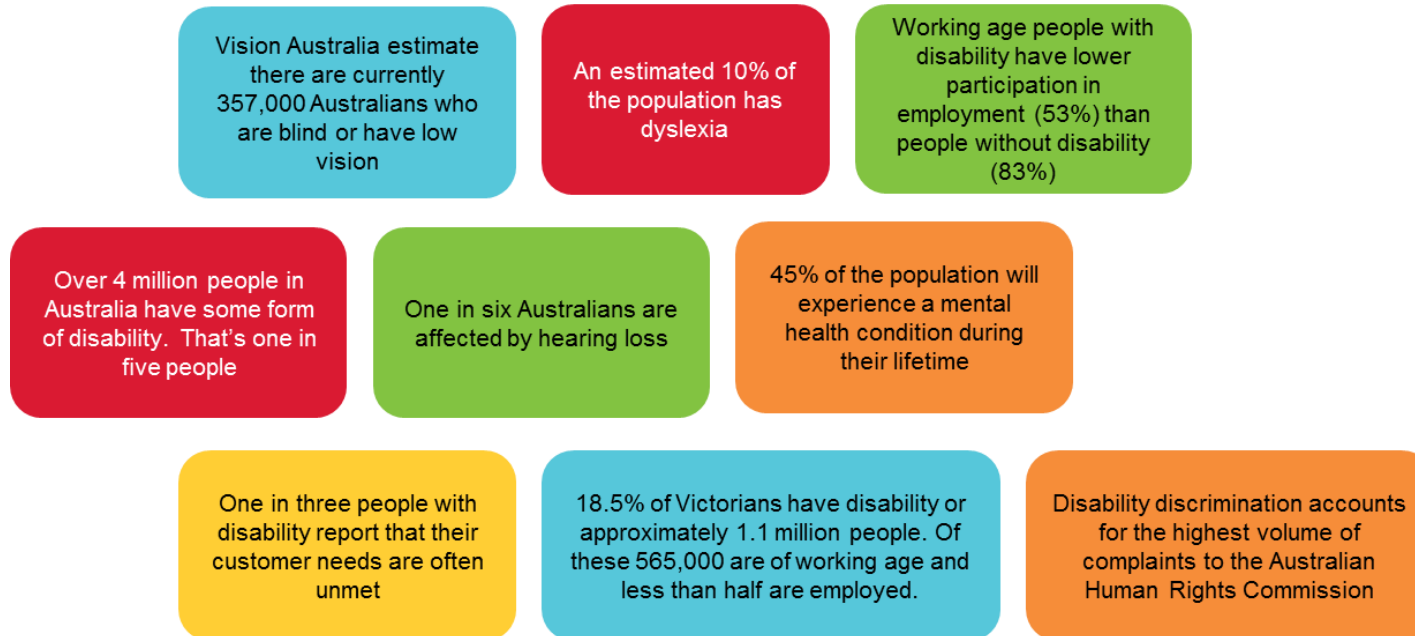 Vision Australia estimate
there are currently
357,000 Australians who
are blind or have low
vision
An estimated 10% of
the population has
dyslexia
Working age people with
disability have lower
participation in
employment (53%) than
people without disability
(83%)
Over 4 million people in
Australia have some form
of disability.  That's one in
five people
One in six Australians are
affected by hearing loss
45% of the population will
experience a mental
health condition during
their lifetime
One in three people with
disability report that their
customer needs are often
unmet
18.5% of Victorians have disability or
approximately 1.1 million people. Of
these 565,000 are of working age and
less than half are employed.
Disability discrimination accounts
for the highest volume of
complaints to the Australian
Human Rights Commission